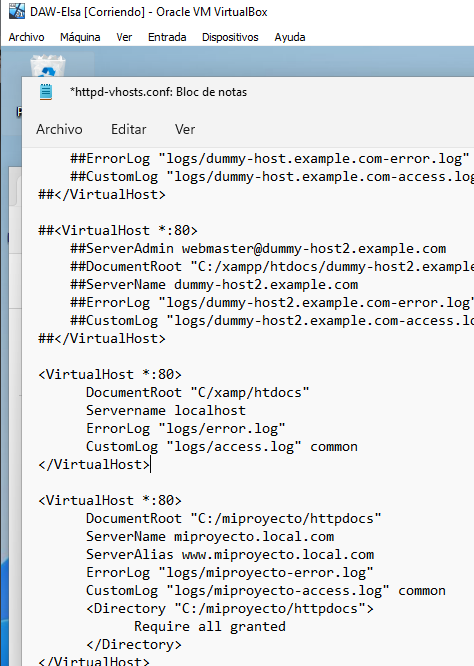 DAW-Elsa [Corriendo] - Oracle VM VirtualBox
Archivo Máquina Ver Entrada Dispositivos Ayuda
*httpd-vhosts.conf: Bloc de notas
Archivo Editar Ver
##ErrorLog "logs/dummy-host.example.com-error.log"
##CustomLog "logs/dummy-host.example.com-access.log
##</VirtualHost>
##<VirtualHost *:80>
##ServerAdmin webmaster@dummy-host2.example.com
##DocumentRoot "C:/xampp/htdocs/dummy-host2.example
##ServerName dummy-host2.example.com
##ErrorLog "logs/dummy-host2.example.com-error.log"
##CustomLog "logs/dummy-host2.example.com-access.lo
##</VirtualHost>
<VirtualHost *:80>
DocumentRoot "C/xamp/htdocs"
Servername localhost
ErrorLog "logs/error.log"
CustomLog "logs/access.log" common
</VirtualHost>
<VirtualHost *:80>
DocumentRoot "C:/miproyecto/httpdocs"
ServerName miproyecto.local.com
ServerAlias www.miproyecto.local.com
ErrorLog "logs/miproyecto-error.log"
CustomLog "logs/miproyecto-access.log" common
<Directory "C:/miproyecto/httpdocs">
Require all granted
</Directory>
</VirtualHost>